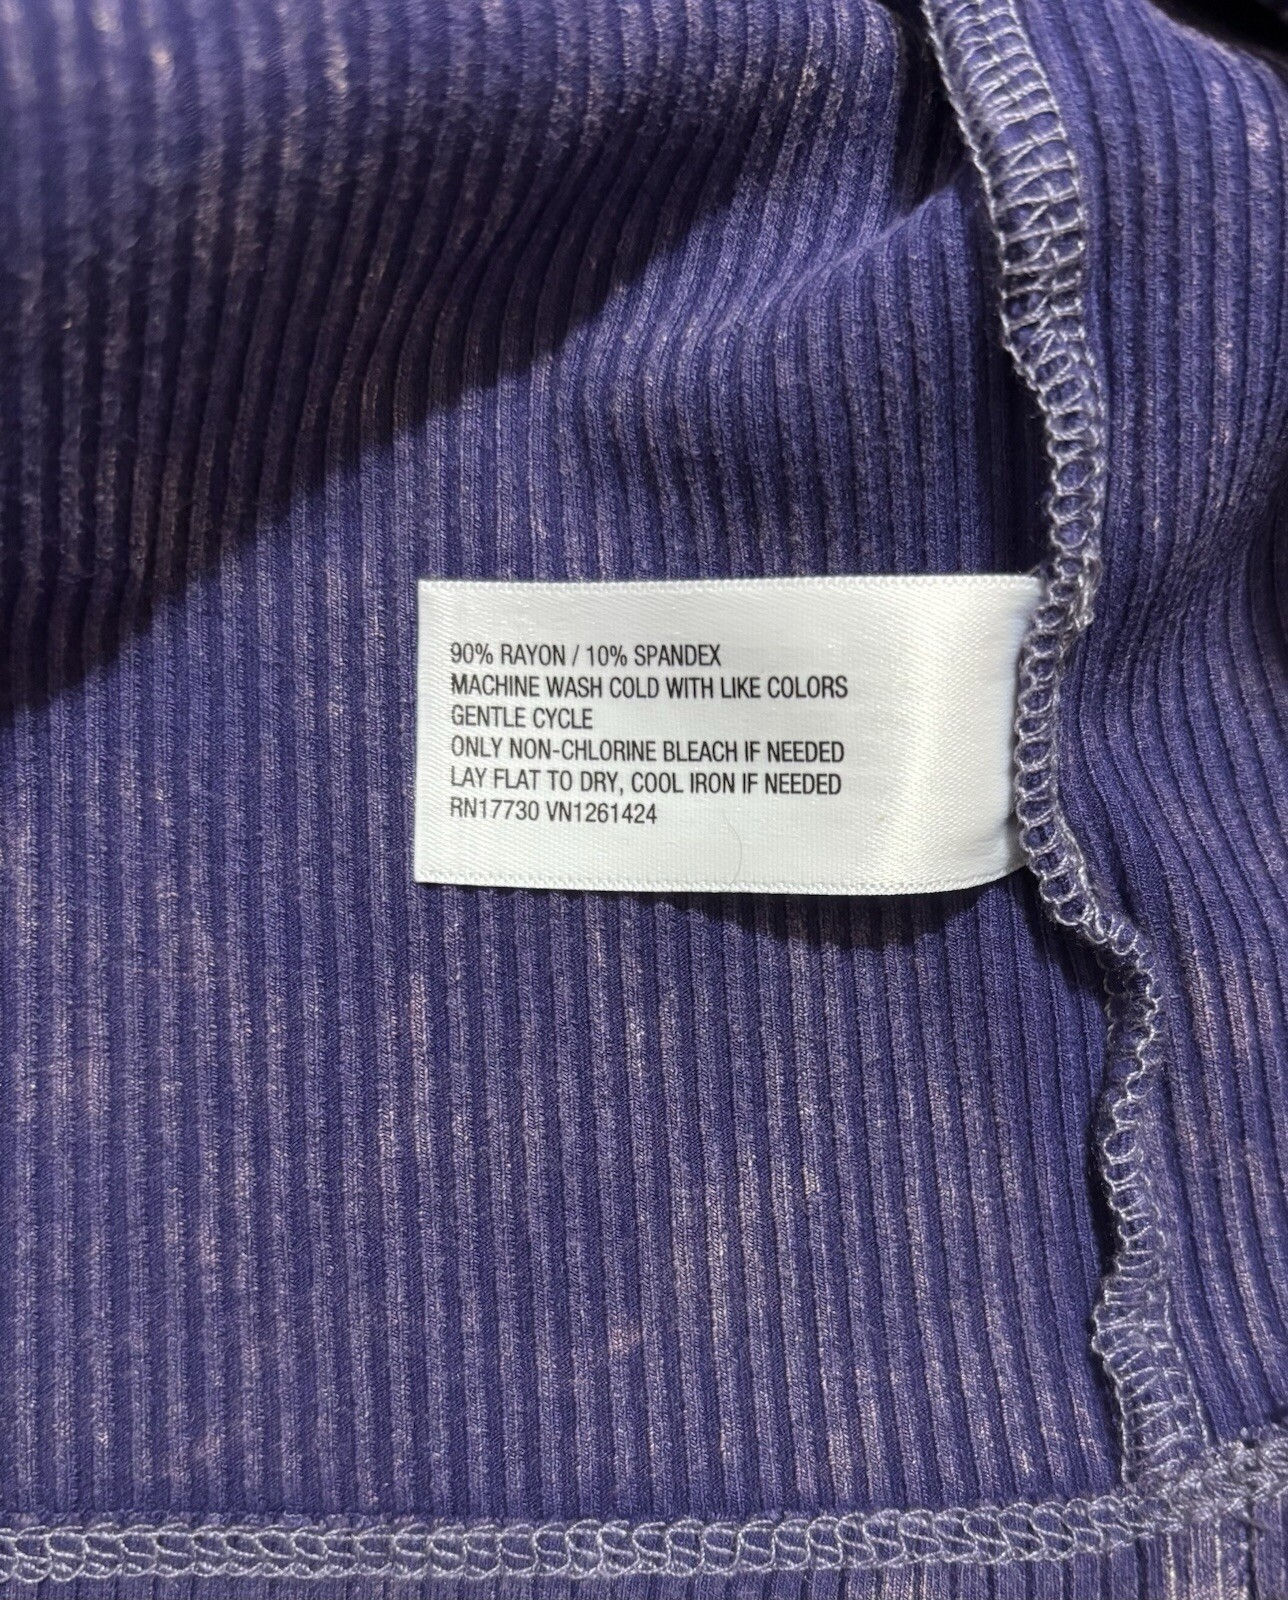 90% RAYON / 10% SPANDEX
MACHINE WASH COLD WITH LIKE COLORS
GENTLE CYCLE
ONLY NON-CHLORINE BLEACH IF NEEDED
LAY FLAT TO DRY, COOL IRON IF NEEDED
RN17730 VN1261424